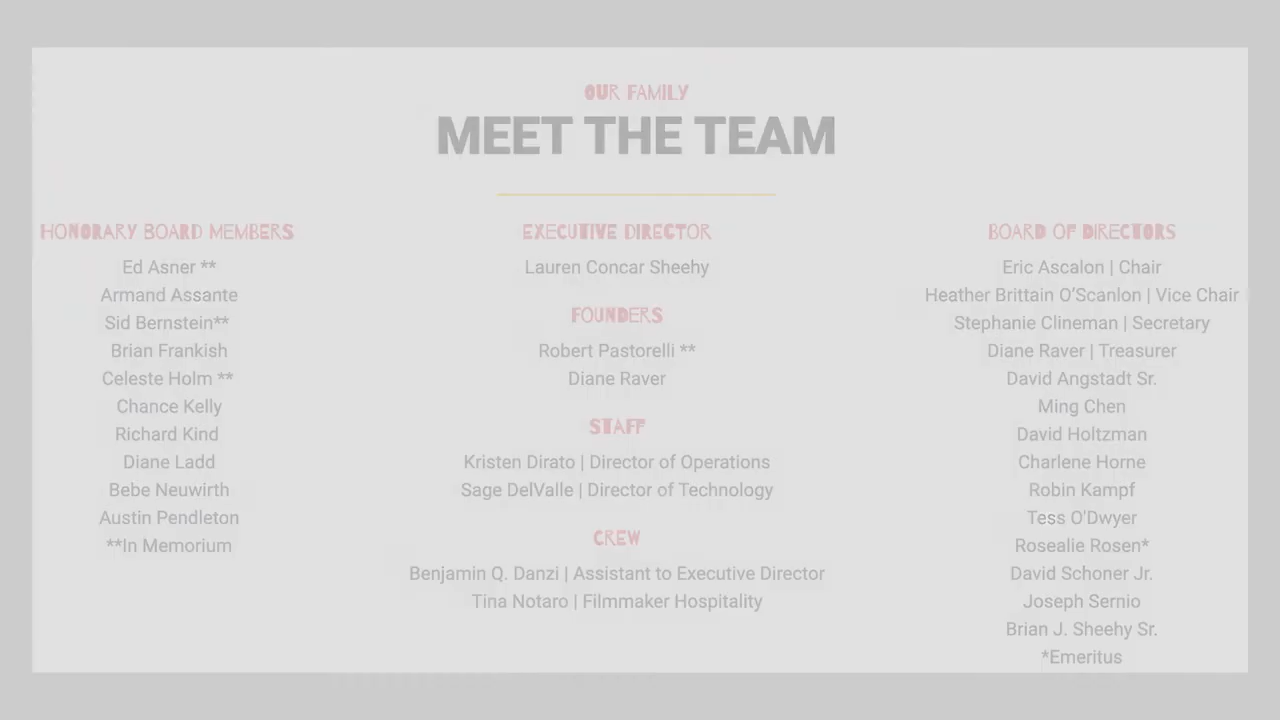 OUR FAMILY
MEET THE TEAM
HONORARY BOARD MEMBERS
Ed Asner **
Armand Assante
Sid Bernstein**
Brian Frankish
Celeste Holm **
Chance Kelly
Richard Kind
Diane Ladd
Bebe Neuwirth
Austin Pendleton
**In Memorium
EXECUTIVE DIRECTOR
Lauren Concar Sheehy
FOUNDERS
Robert Pastorelli **
Diane Raver
STAFF
Kristen Dirato | Director of Operations
Sage DelValle | Director of Technology
CREW
Benjamin Q. Danzi | Assistant to Executive Director
Tina Notaro | Filmmaker Hospitality
BOARD OF DIRECTORS
Eric Ascalon | Chair
Heather Brittain O’Scanlon | Vice Chair
Stephanie Clineman | Secretary
Diane Raver | Treasurer
David Angstadt Sr.
Ming Chen
David Holtzman
Charlene Horne
Robin Kampf
Tess O'Dwyer
Rosealie Rosen*
David Schoner Jr.
Joseph Sernio
Brian J. Sheehy Sr.
*Emeritus